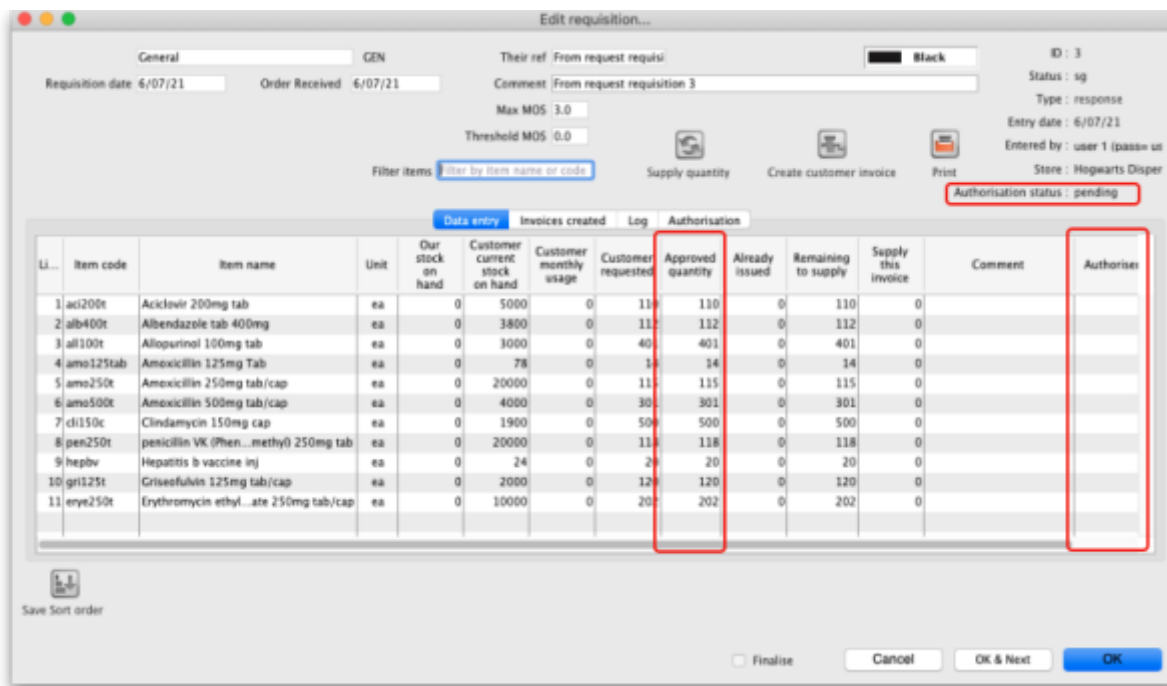 Edit requisition...
General GEN Their ref From request requisi Black ID : 3
Requisition date 6/07/21 Order Received 6/07/21 Comment From request requisition 3 Status : sg
Max MOS 3.0 Type : response
Threshold MOS 0.0 Entry date : 6/07/21
Entered by : user 1 (pass= us
Filter items Filter by item name or code Supply quantity Create customer invoice Print Store : Hogwarts Disper
Authorisation status : pending
Data entry Invoices created Log Authorisation
Li... Item code Item name Unit Our stock on hand Customer current stock on hand Customer monthly usage Customer requested Approved quantity Already issued Remaining to supply Supply this invoice Comment Authoriser
1 aci200t Aciclovir 200mg tab ea 0 5000 0 110 110 0 110 0
2 alb400t Albendazole tab 400mg ea 0 3800 0 112 112 0 112 0
3 all100t Allopurinol 100mg tab ea 0 3000 0 401 401 0 401 0
4 amo125tab Amoxicillin 125mg Tab ea 0 78 0 14 14 0 14 0
5 amo250t Amoxicillin 250mg tab/cap ea 0 20000 0 115 115 0 115 0
6 amo500t Amoxicillin 500mg tab/cap ea 0 4000 0 301 301 0 301 0
7 cli150c Clindamycin 150mg cap ea 0 1900 0 500 500 0 500 0
8 pen250t penicillin VK (Phen...methyl) 250mg tab ea 0 20000 0 118 118 0 118 0
9 hepbv Hepatitis b vaccine inj ea 0 24 0 20 20 0 20 0
10 gri125t Griseofulvin 125mg tab/cap ea 0 2000 0 120 120 0 120 0
11 erye250t Erythromycin ethyl...ate 250mg tab/cap ea 0 10000 0 202 202 0 202 0
Save Sort order
Finalise Cancel OK & Next OK